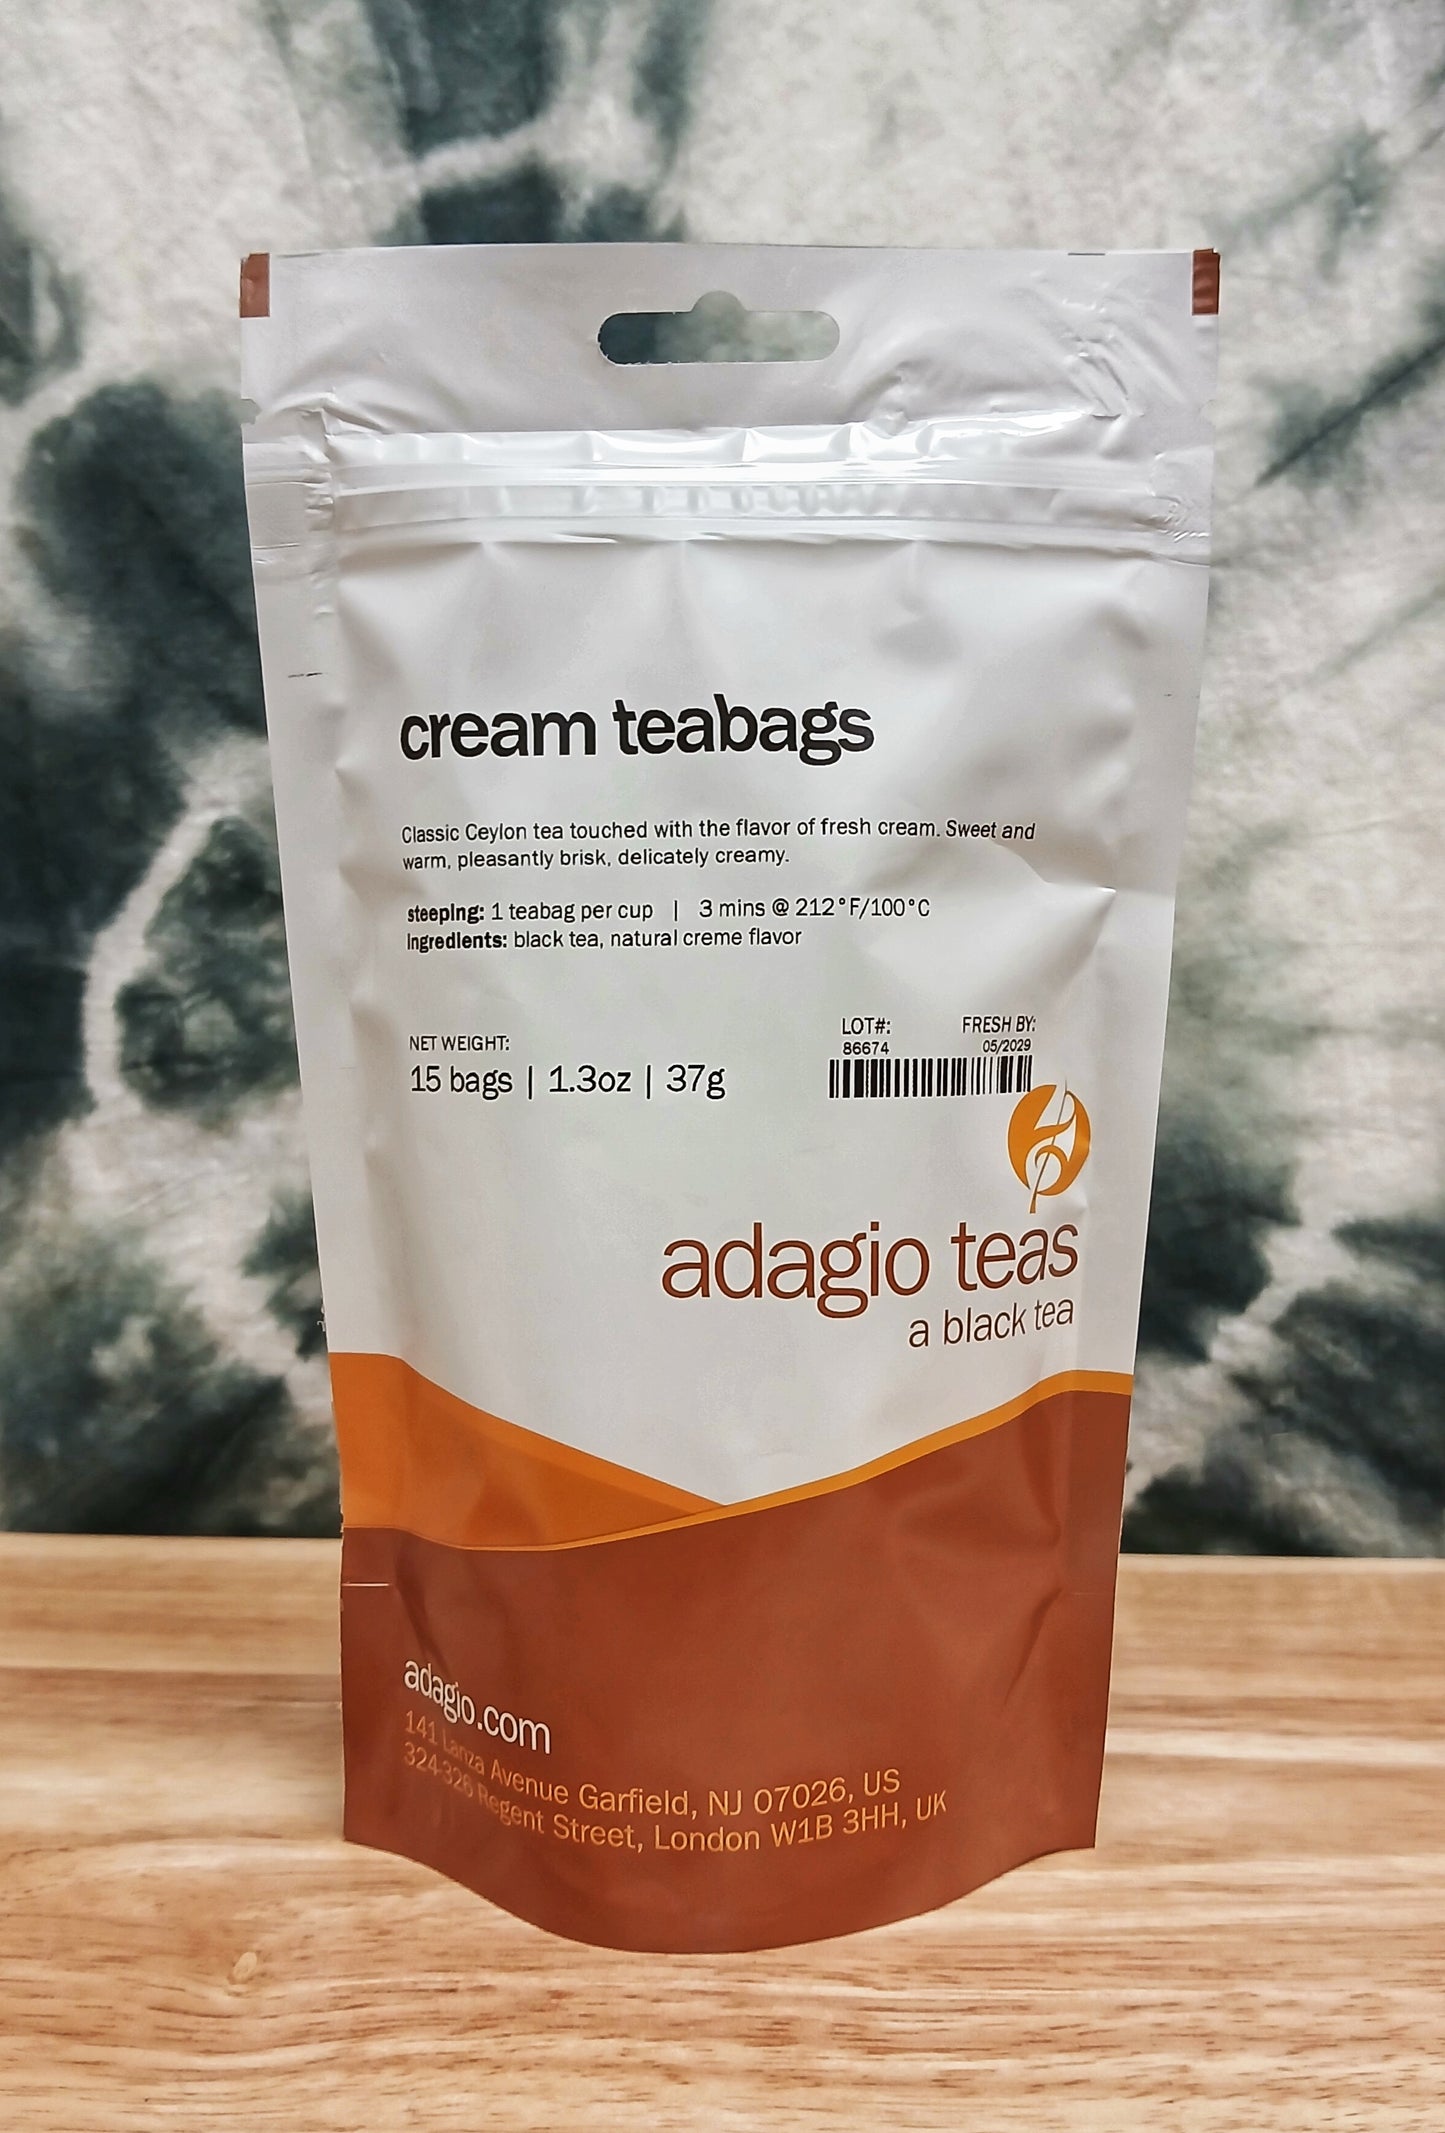 cream teabags
Classic Ceylon tea touched with the flavor of fresh cream. Sweet and
warm, pleasantly brisk, delicately creamy.
steeping: 1 teabag per cup | 3 mins @ 212°F/100°C
ingredients: black tea, natural creme flavor
NET WEIGHT:
15 bags | 1.3oz | 37g
LOT#: FRESH BY:
86674 05/2029
adagio teas
a black tea
adagio.com
141 Lanza Avenue Garfield, NJ 07026, US
324-326 Regent Street, London W1B 3HH, UK